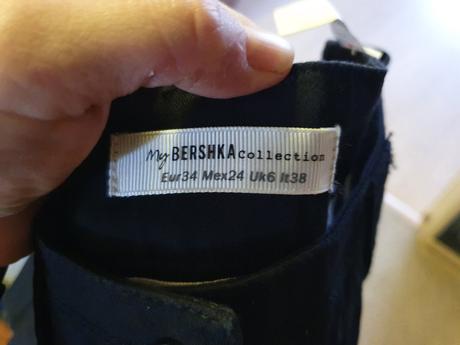 My BERSHKA Collection
Eur34 Mex24 Uk6 It38